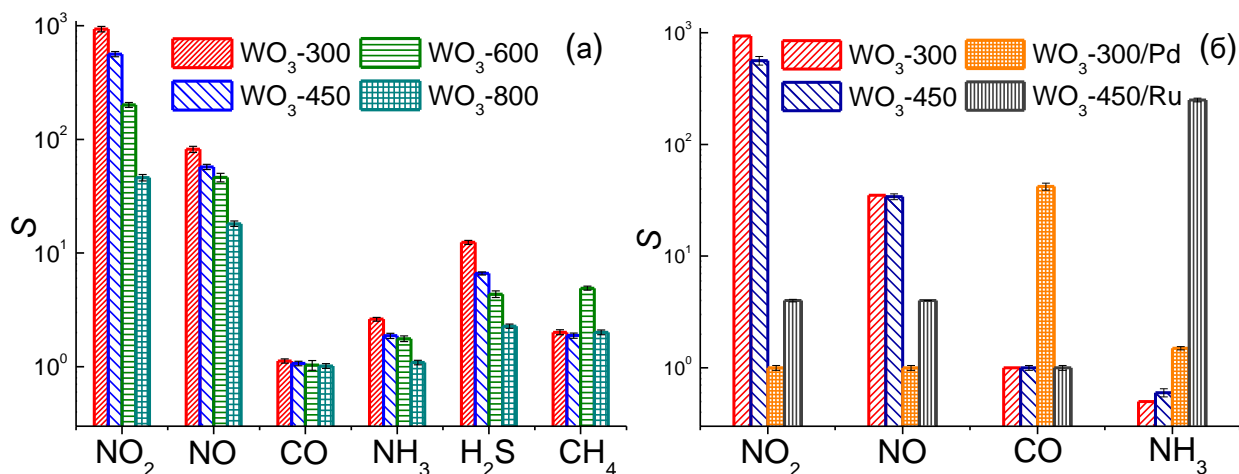 10³
10²
10¹
10⁰
S
(а)
WO₃-300
WO₃-600
WO₃-450
WO₃-800
NO₂ NO CO NH₃ H₂S CH₄
10³
10²
10¹
10⁰
S
(б)
WO₃-300
WO₃-300/Pd
WO₃-450
WO₃-450/Ru
NO₂ NO CO NH₃